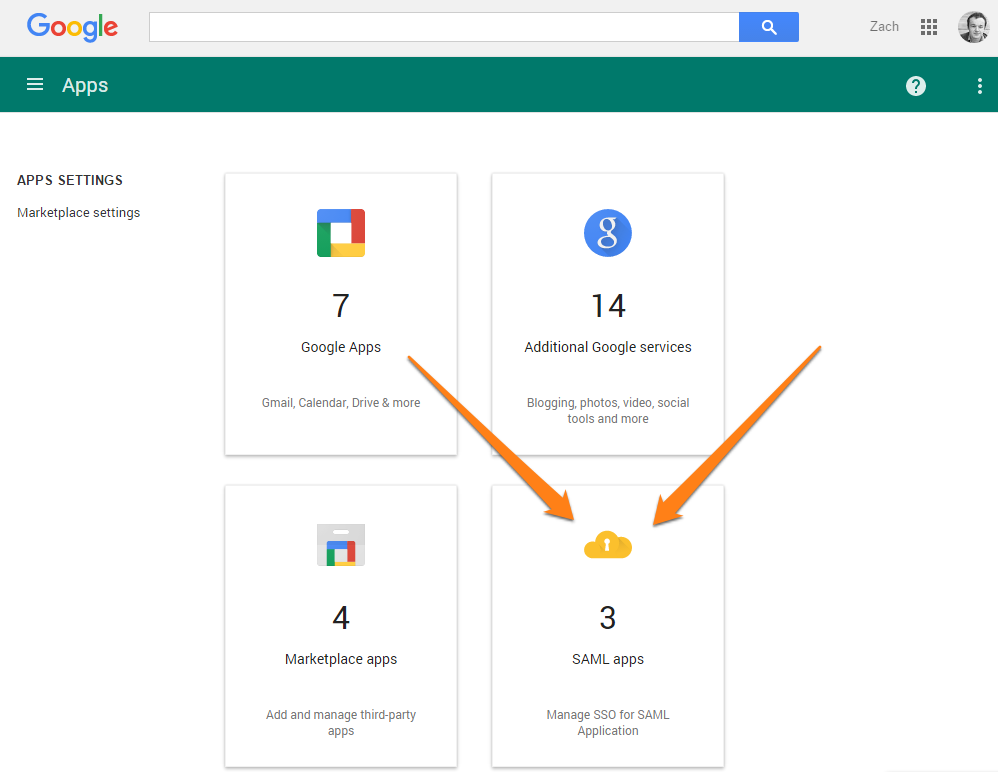 Google
Zach
Apps
?
APPS SETTINGS
Marketplace settings
7
Google Apps
Gmail, Calendar, Drive & more
g
14
Additional Google services
Blogging, photos, video, social
tools and more
4
Marketplace apps
Add and manage third-party
apps
3
SAML apps
Manage SSO for SAML
Application